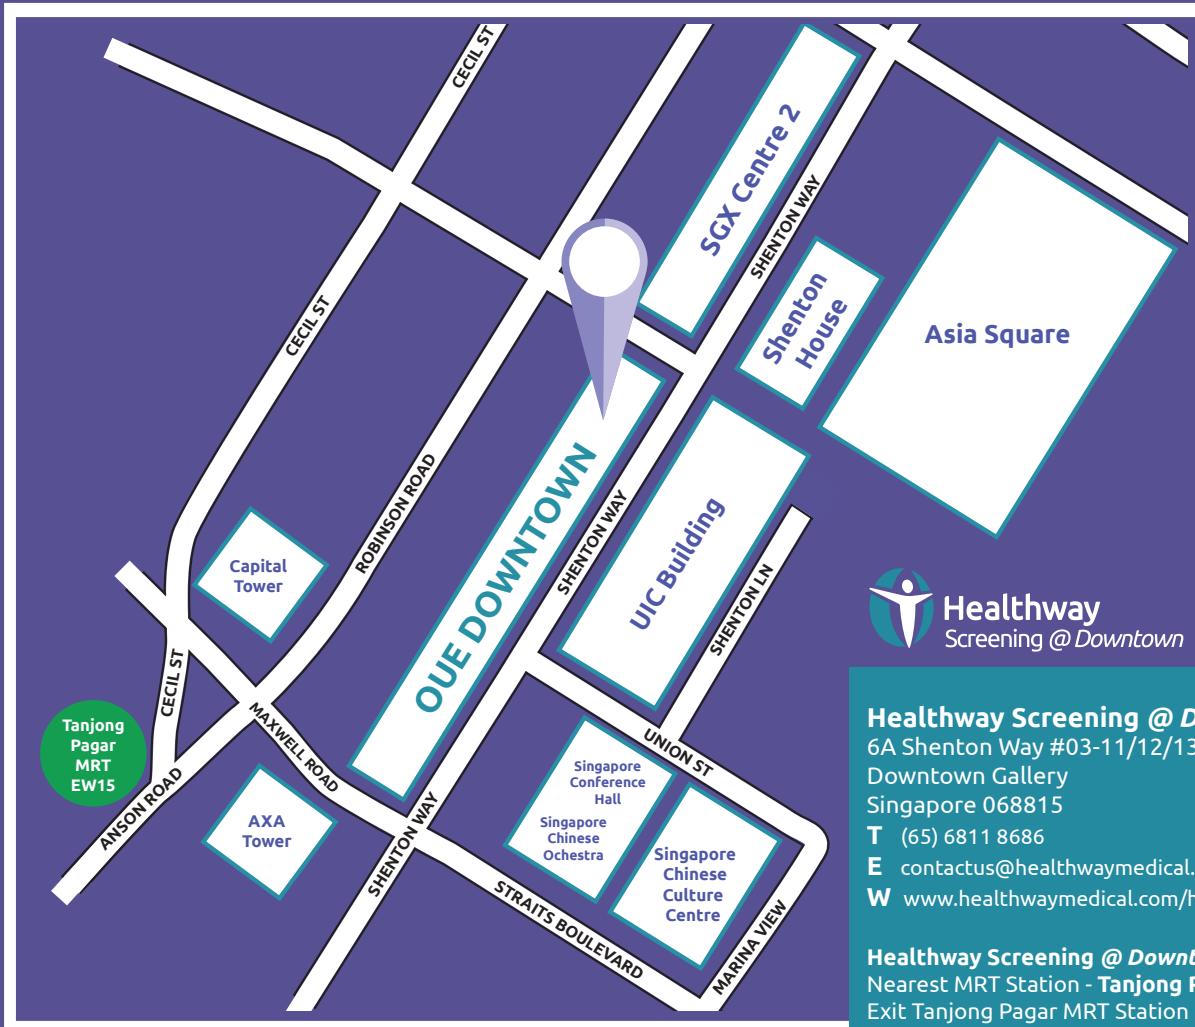 CECIL ST
SGX Centre 2
SHENTON WAY
Shenton
House
Asia Square
CECIL ST
ROBINSON ROAD
OUE DOWNTOWN
SHENTON WAY
UIC Building
SHENTON LN
Capital
Tower
CECIL ST
Tanjong
Pagar
MRT
EW15
MAXWELL ROAD
ANSON ROAD
AXA
Tower
SHENTON WAY
UNION ST
Singapore
Conference
Hall
Singapore
Chinese
Ochestra
Singapore
Chinese
Culture
Centre
STRAITS BOULEVARD
MARINA VIEW
Healthway
Screening @ Downtown
Healthway Screening @ D
6A Shenton Way #03-11/12/13
Downtown Gallery
Singapore 068815
T (65) 6811 8686
E contactus@healthwaymedical.
W www.healthwaymedical.com/h
Healthway Screening @ Downt
Nearest MRT Station - Tanjong P
Exit Tanjong Pagar MRT Station